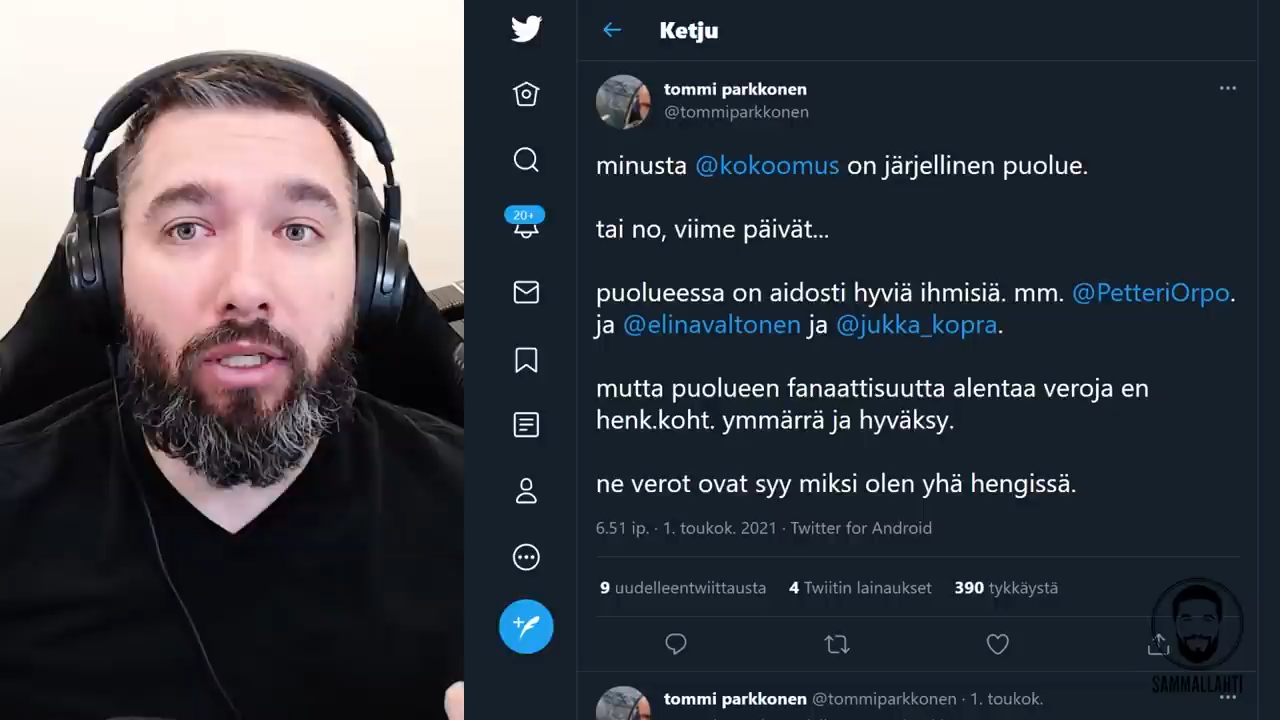 Ketju
tommi parkkonen
@tommiparkkonen
minusta @kokoomus on järjellinen puolue.
tai no, viime päivät...
20+
puolueessa on aidosti hyviä ihmisiä. mm. @PetteriOrpo.
ja @elinavaltonen ja @jukka_kopra.
mutta puolueen fanaattisuutta alentaa veroja en
henk.koht. ymmärrä ja hyväksy.
ne verot ovat syy miksi olen yhä hengissä.
6.51 ip. · 1. toukok. 2021 · Twitter for Android
9 uudelleentwiittausta 4 Twiitin lainaukset 390 tykkäystä
SAMMALLAHTI
tommi parkkonen @tommiparkkonen · 1. toukok.